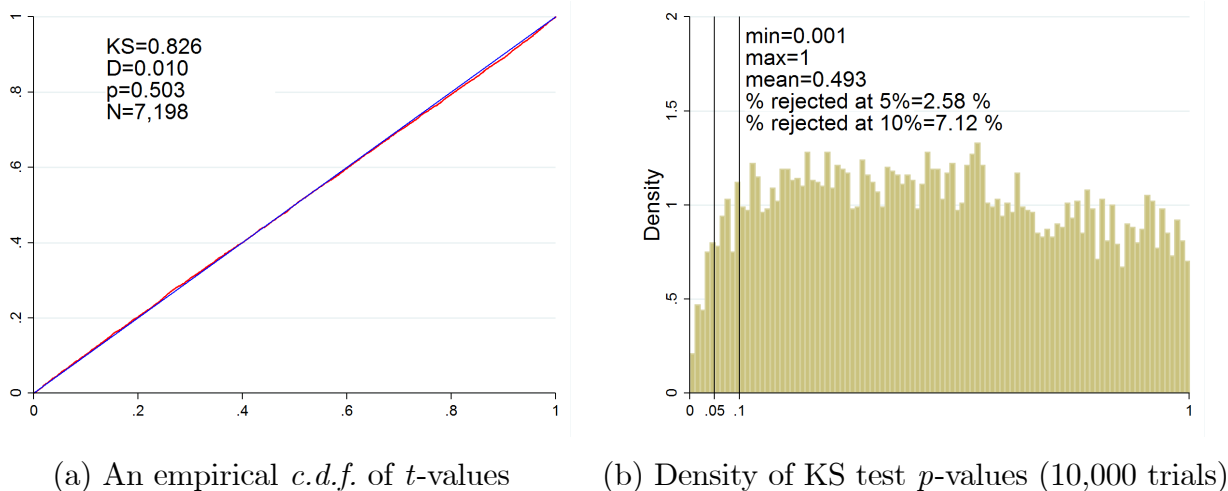 1
.8
.6
.4
.2
0
KS=0.826
D=0.010
p=0.503
N=7,198
0 .2 .4 .6 .8 1
(a) An empirical c.d.f. of t-values
2
1.5
1
.5
0
Density
min=0.001
max=1
mean=0.493
% rejected at 5%=2.58 %
% rejected at 10%=7.12 %
0 .05 .1 1
(b) Density of KS test p-values (10,000 trials)